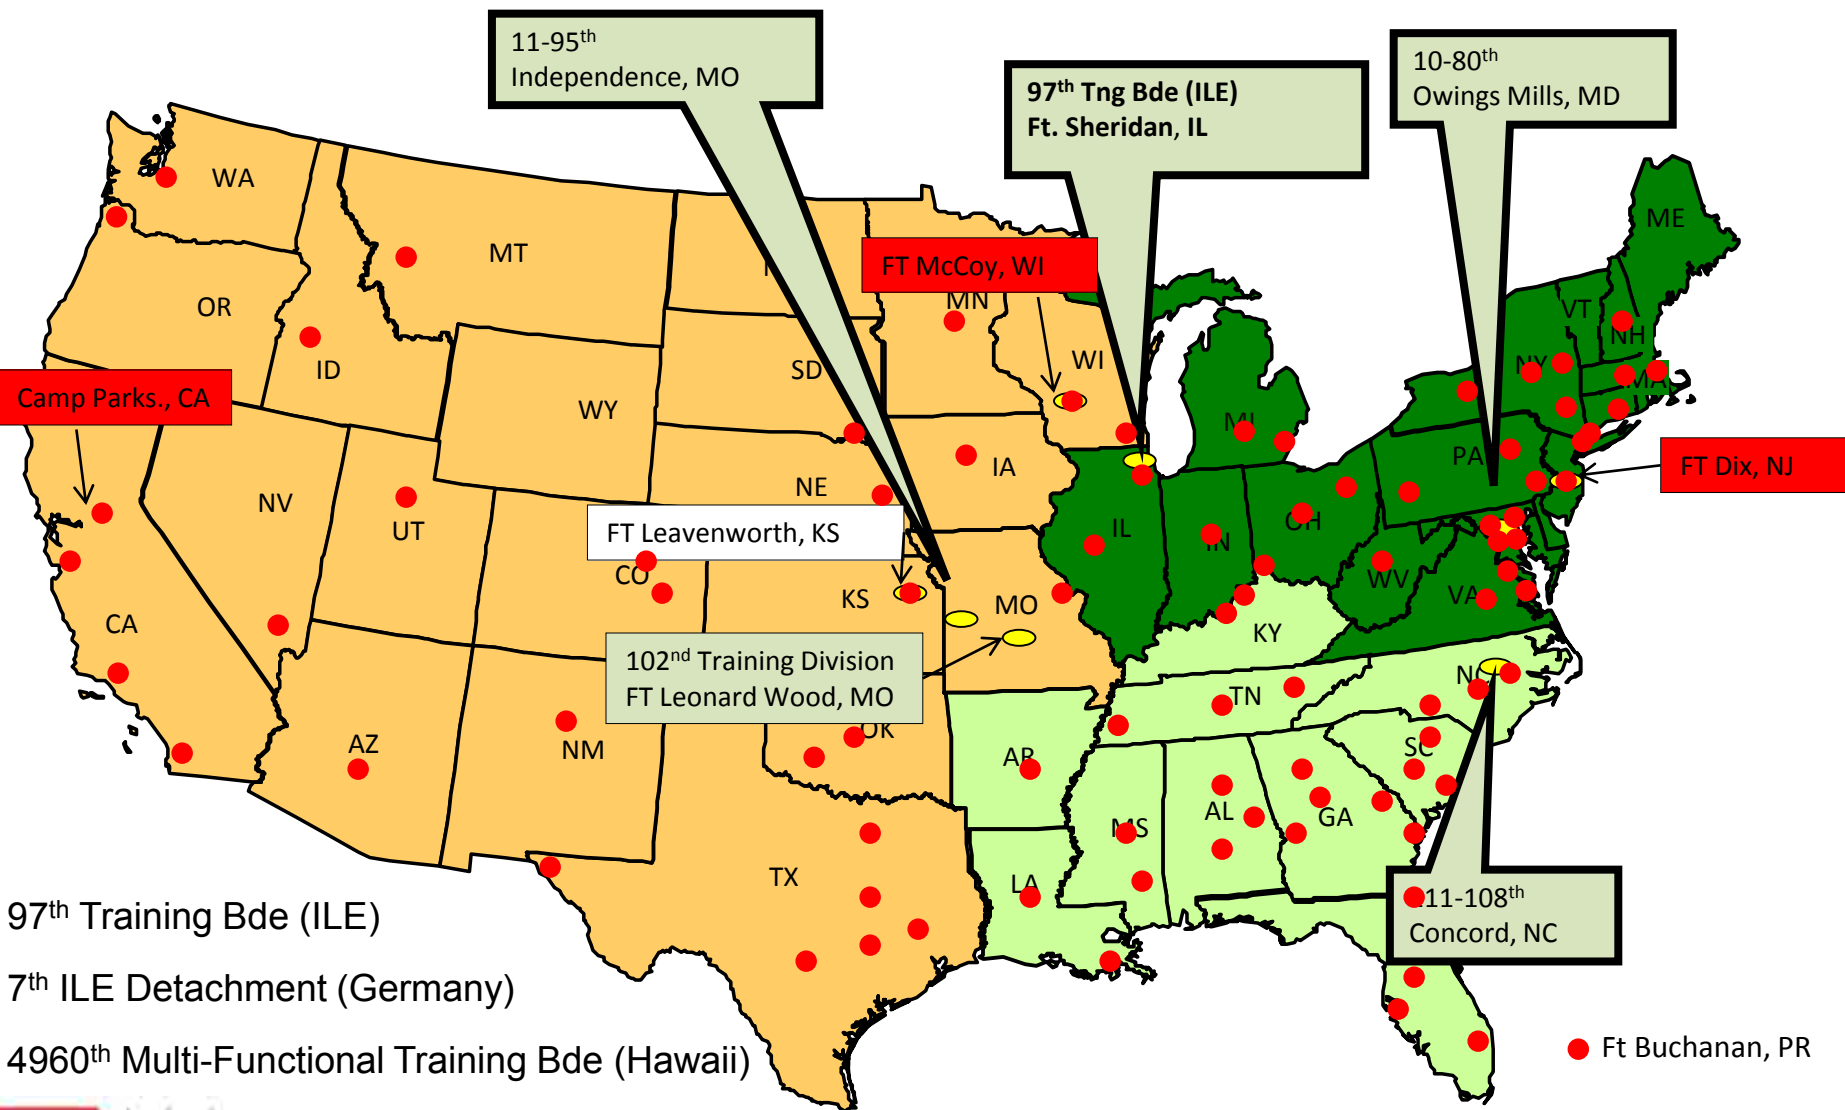 11-95th
Independence, MO
97th Tng Bde (ILE)
Ft. Sheridan, IL
10-80th
Owings Mills, MD
WA
MT
OR
ID
FT McCoy, WI
MN
WI
SD
WY
ME
VT
NH
NY
MA
MI
Camp Parks., CA
PA
FT Dix, NJ
IA
NE
NV
UT
FT Leavenworth, KS
IL
IN
OH
CO
KS
MO
WV
VA
CA
KY
102nd Training Division
FT Leonard Wood, MO
TN
NC
AZ
NM
OK
AR
SC
MS
AL
GA
TX
LA
111-108th
Concord, NC
97th Training Bde (ILE)
7th ILE Detachment (Germany)
4960th Multi-Functional Training Bde (Hawaii)
Ft Buchanan, PR